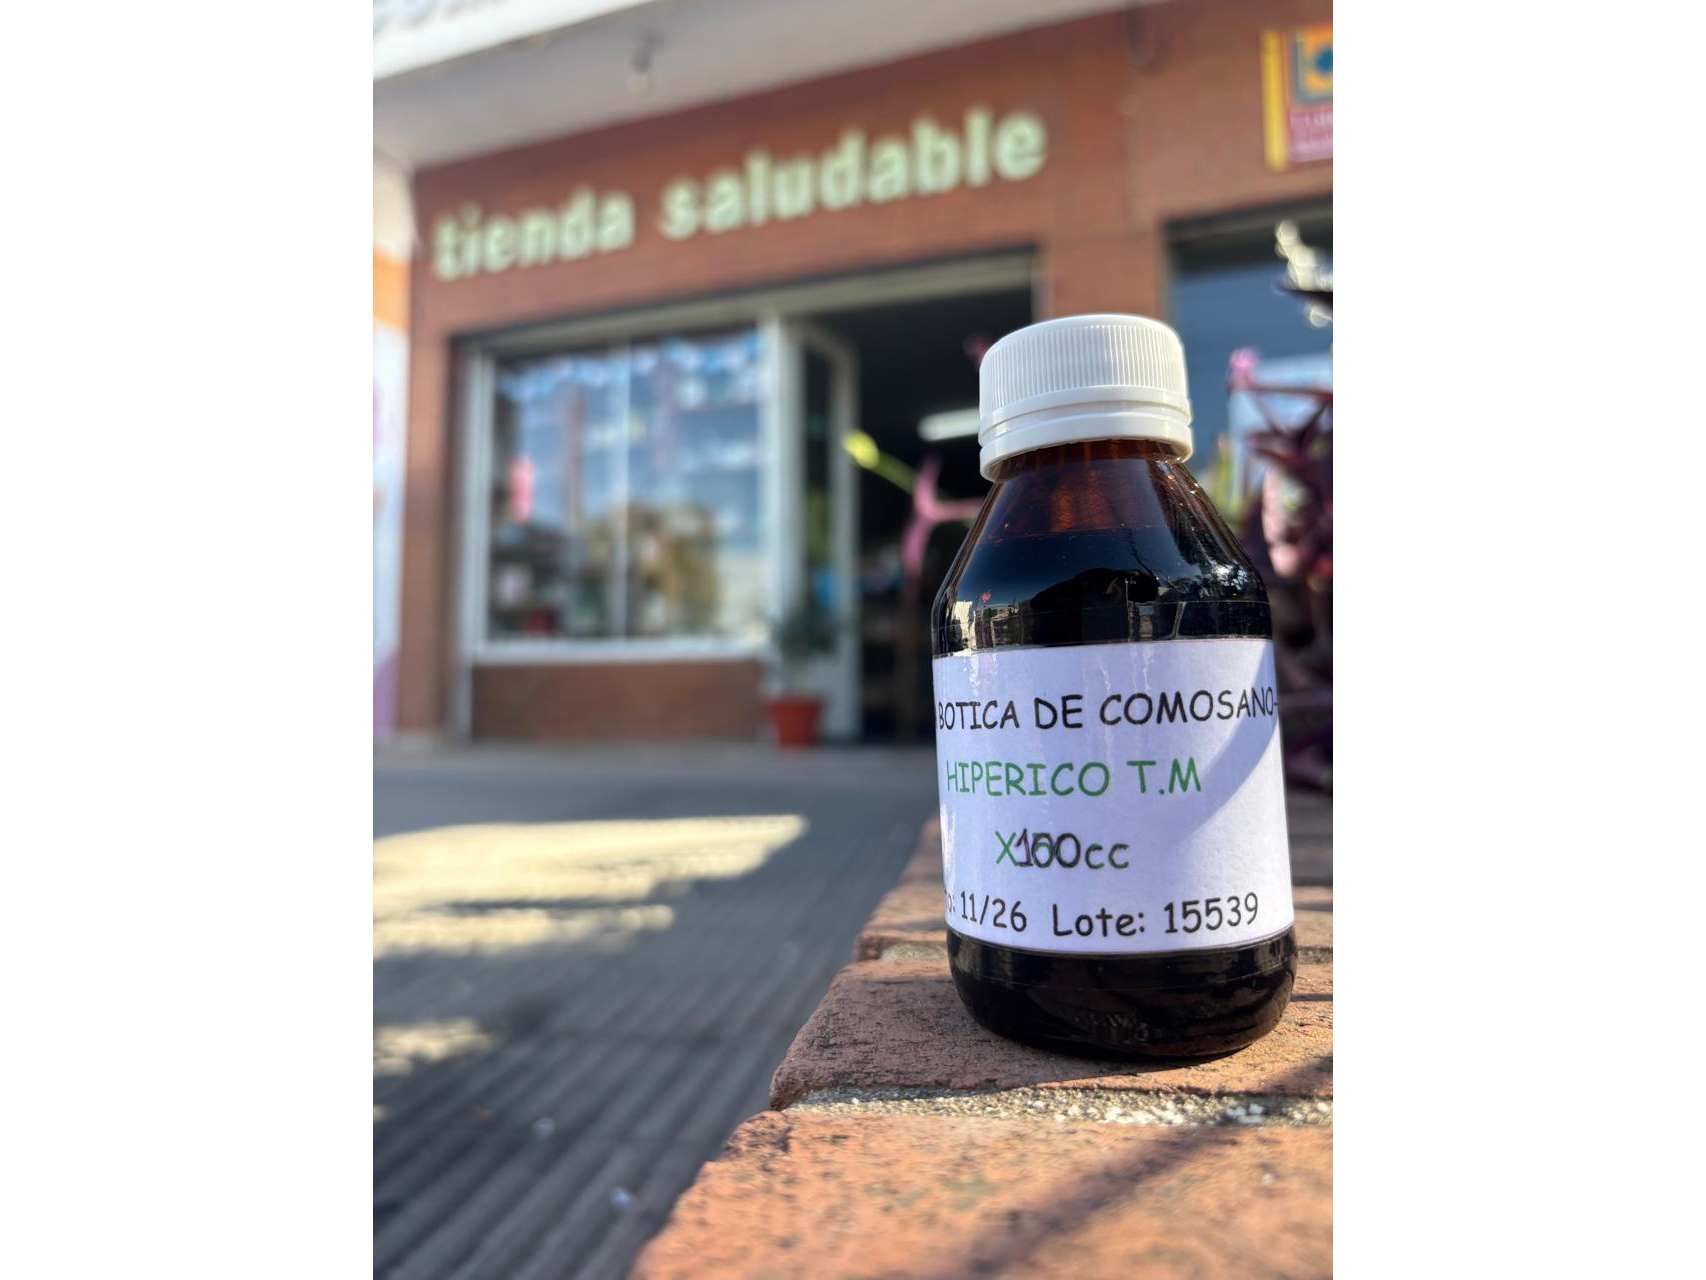 tienda saludable
BOTICA DE COMOSANO-
HIPERICO T.M
X100cc
o: 11/26 Lote: 15539